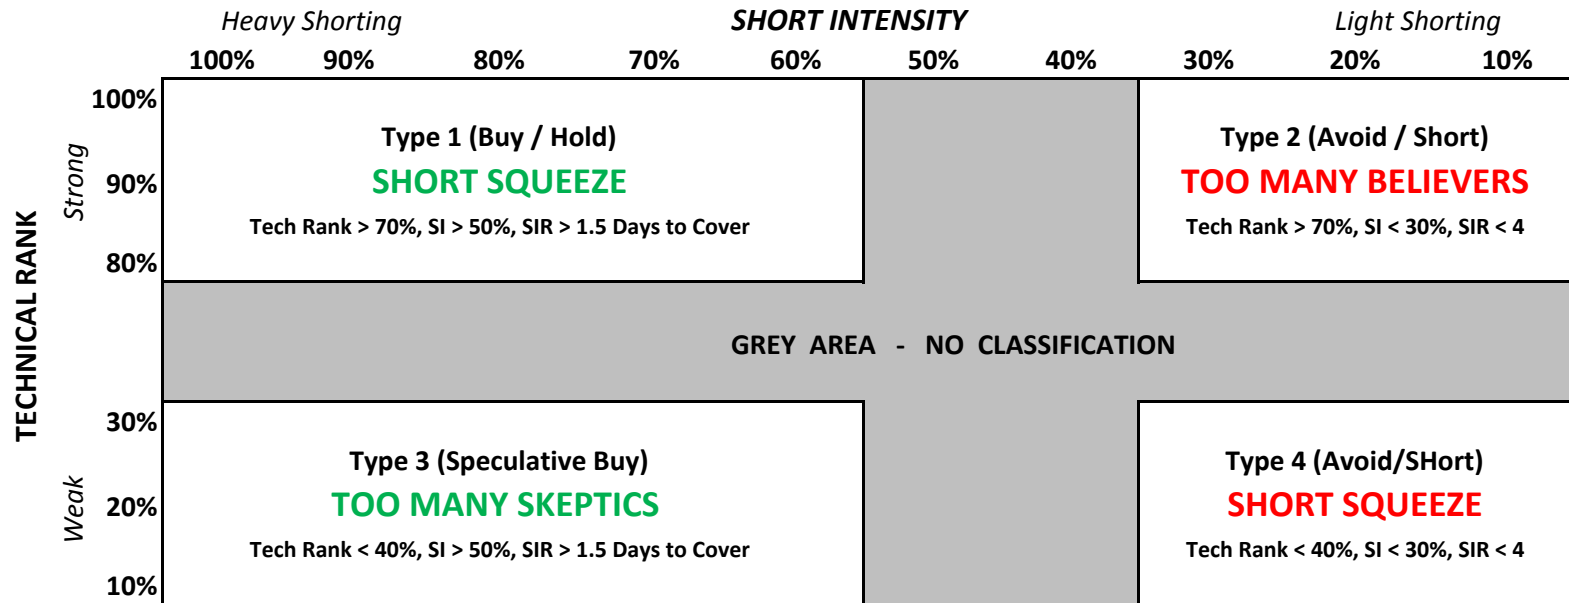 Heavy Shorting SHORT INTENSITY Light Shorting
100% 90% 80% 70% 60% 50% 40% 30% 20% 10%
TECHNICAL RANK
Strong
100%
90%
80%
Type 1 (Buy / Hold)
SHORT SQUEEZE
Tech Rank > 70%, SI > 50%, SIR > 1.5 Days to Cover
Type 2 (Avoid / Short)
TOO MANY BELIEVERS
Tech Rank > 70%, SI < 30%, SIR < 4
GREY AREA - NO CLASSIFICATION
Weak
30%
20%
10%
Type 3 (Speculative Buy)
TOO MANY SKEPTICS
Tech Rank < 40%, SI > 50%, SIR > 1.5 Days to Cover
Type 4 (Avoid/SHort)
SHORT SQUEEZE
Tech Rank < 40%, SI < 30%, SIR < 4